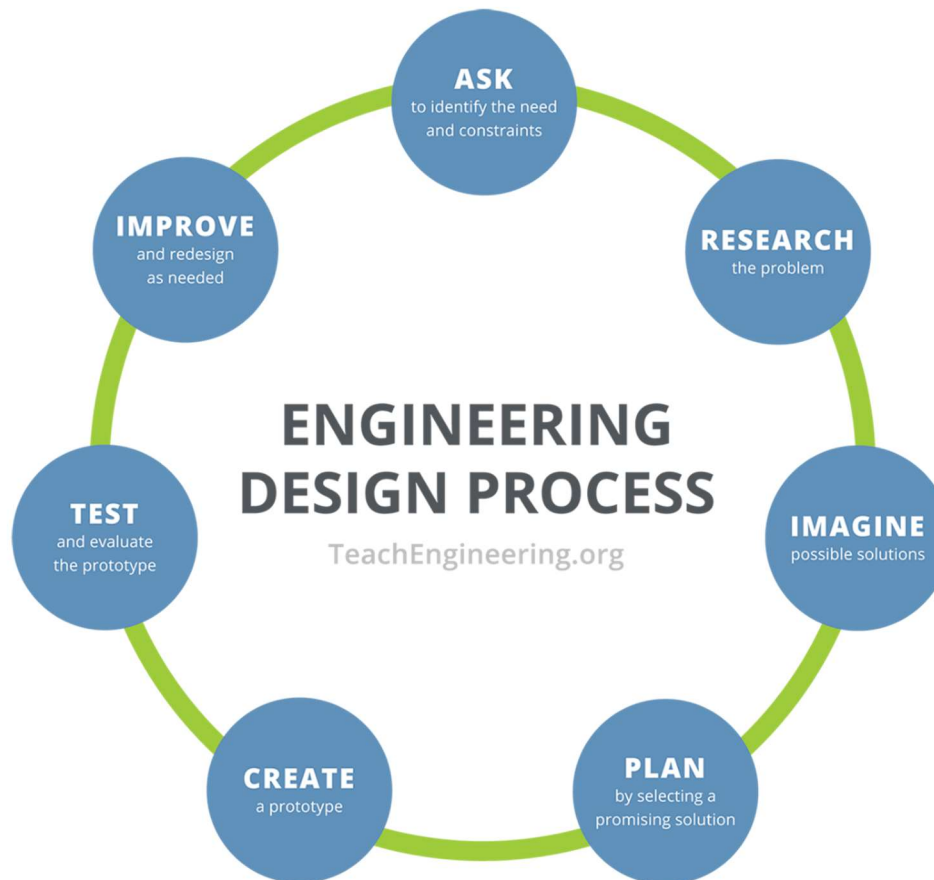 ASK
to identify the need
and constraints
RESEARCH
the problem
IMAGINE
possible solutions
PLAN
by selecting a
promising solution
CREATE
a prototype
TEST
and evaluate
the prototype
IMPROVE
and redesign
as needed
ENGINEERING
DESIGN PROCESS
TeachEngineering.org